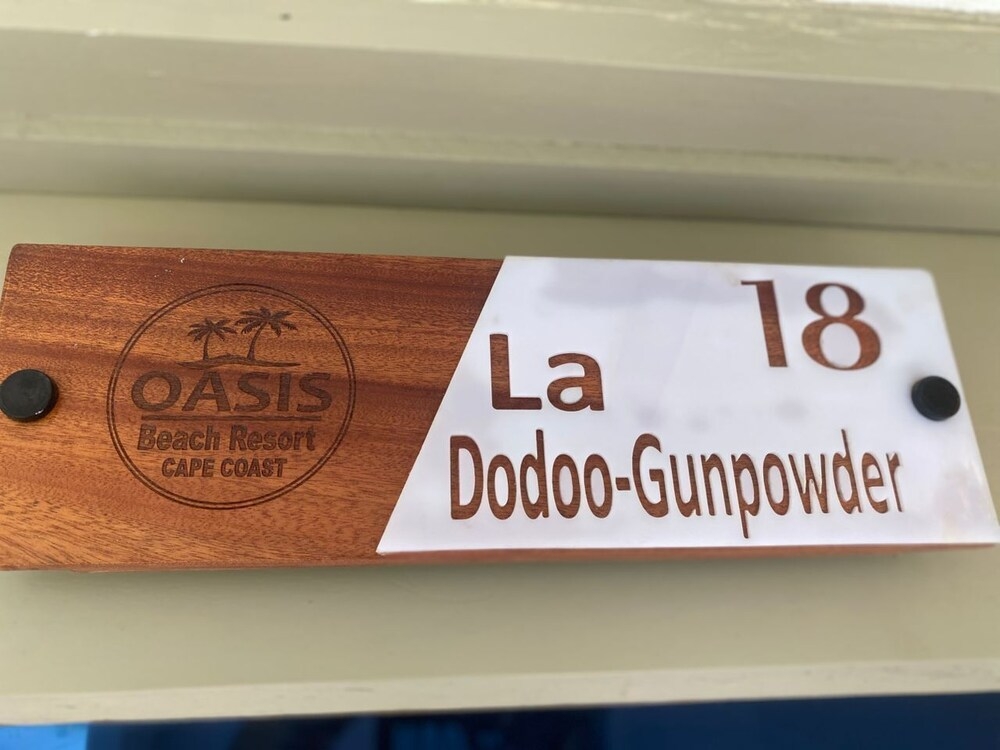 OASIS
Beach Resort
CAPE COAST
18
La
Dodoo-Gunpowder